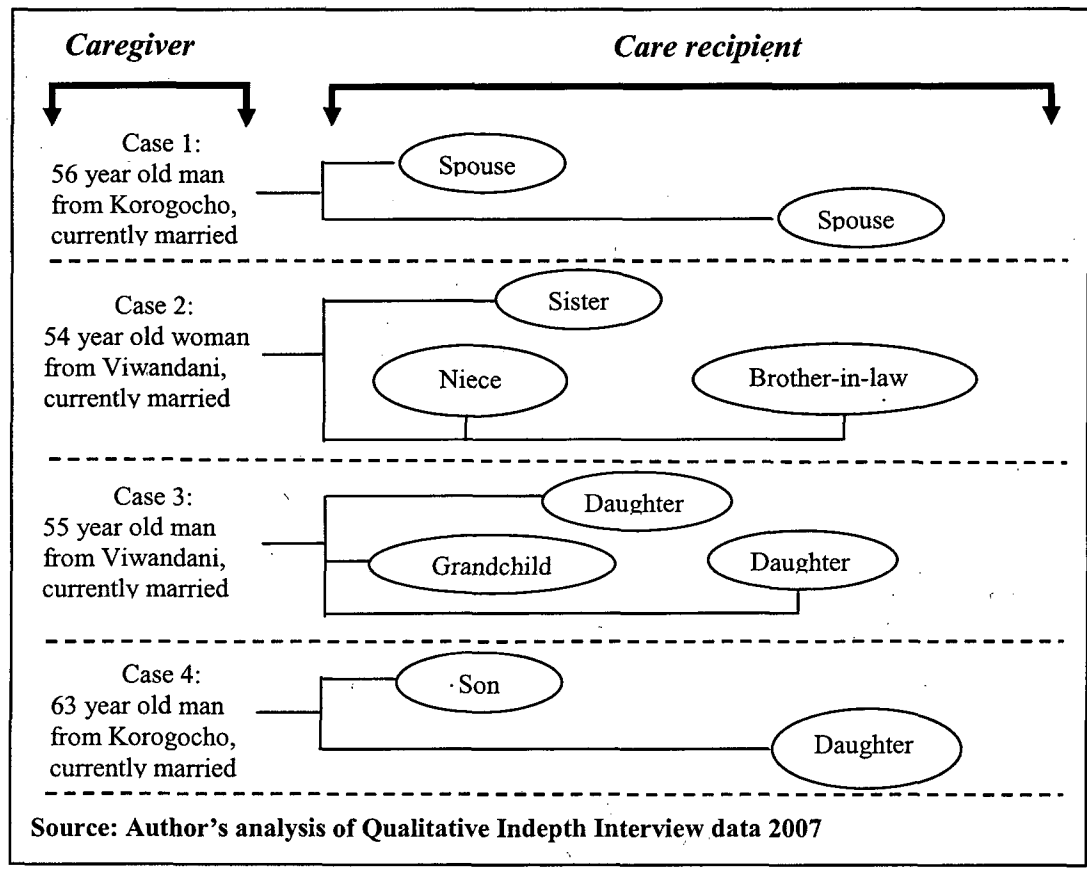 Caregiver
Care recipient
Case 1:
56 year old man
from Korogocho,
currently married
Spouse
Spouse
Case 2:
54 year old woman
from Viwandani,
currently married
Sister
Niece
Brother-in-law
Case 3:
55 year old man
from Viwandani,
currently married
Daughter
Grandchild
Daughter
Case 4:
63 year old man
from Korogocho,
currently married
Son
Daughter
Source: Author's analysis of Qualitative Indepth Interview data 2007